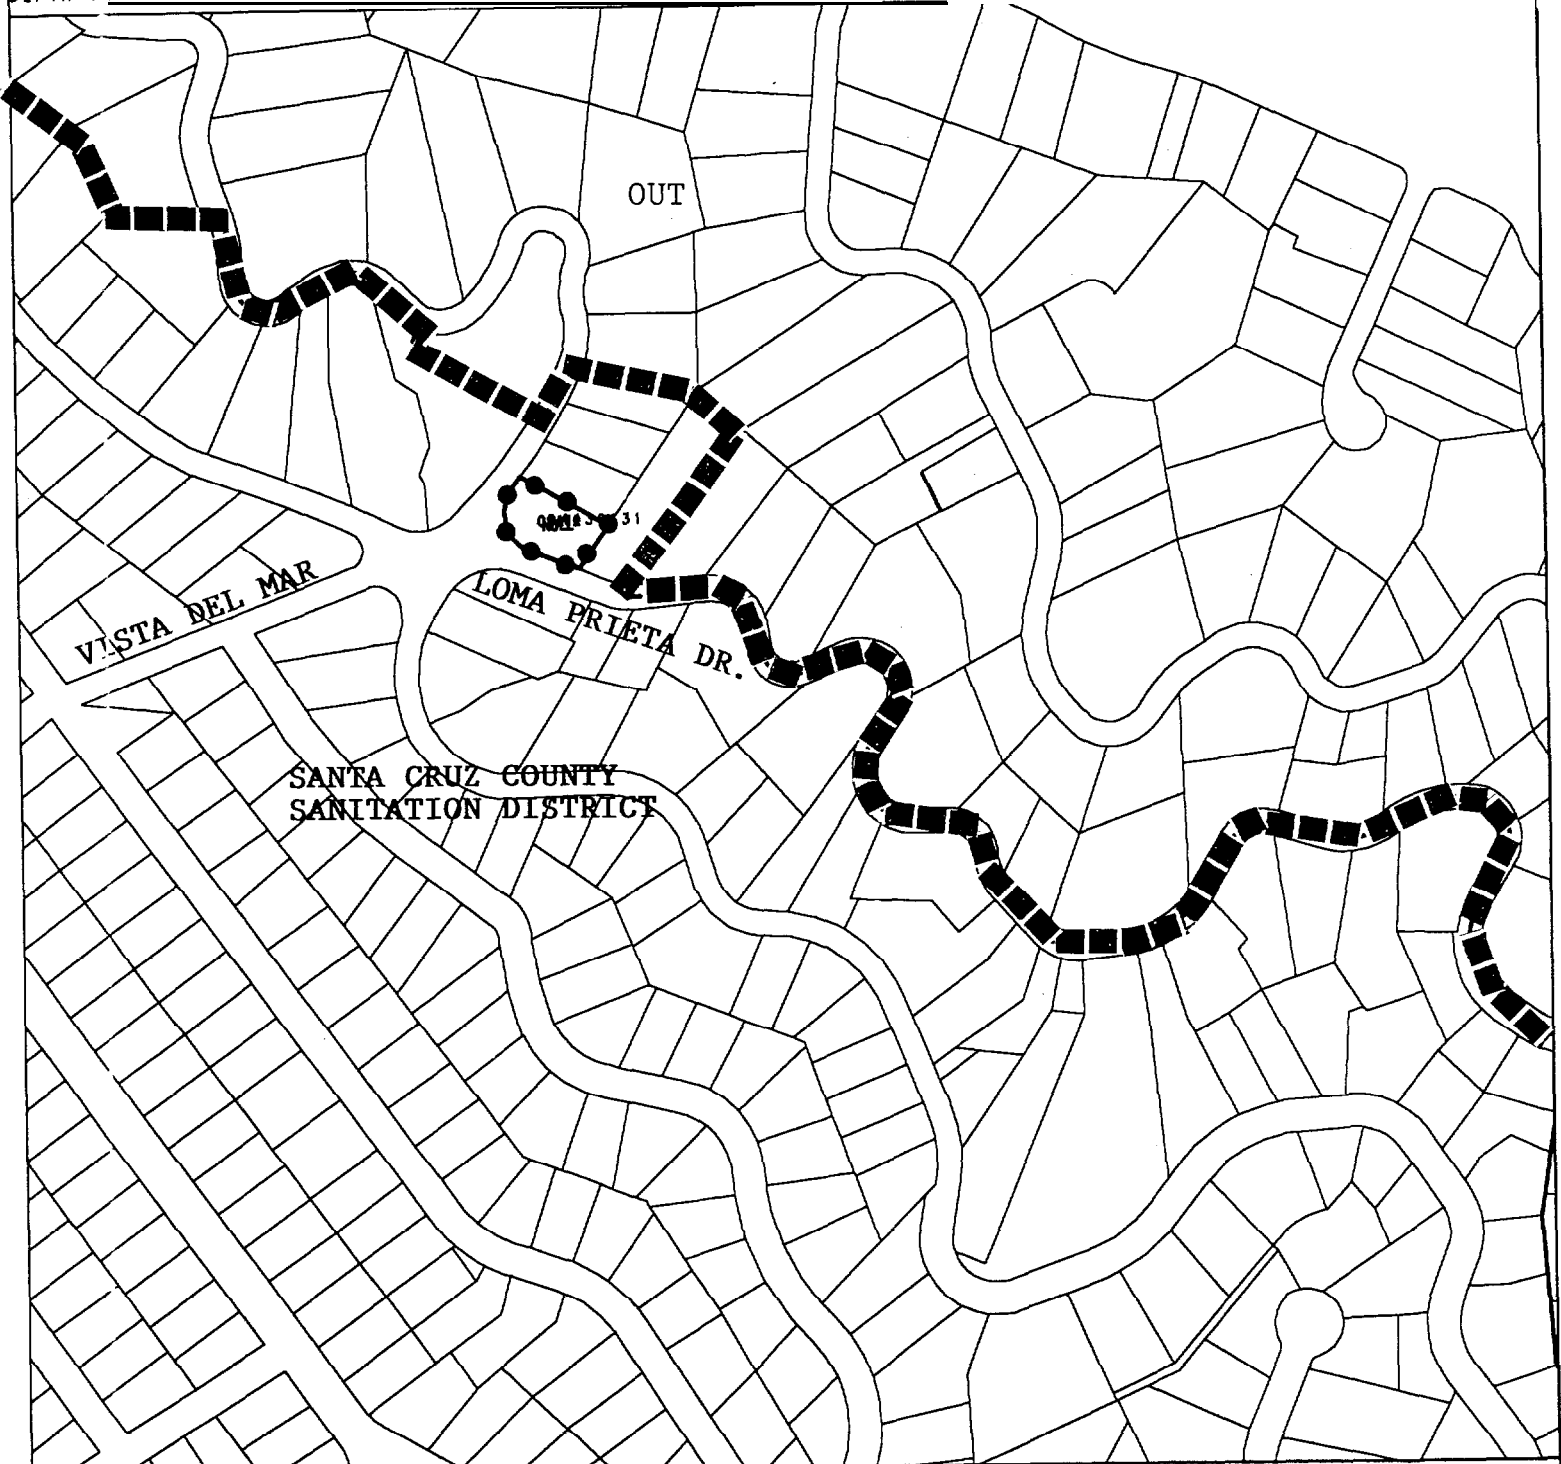 OUT
VISTA DEL MAR
LOMA PRIETA DR.
SANTA CRUZ COUNTY
SANITATION DISTRICT